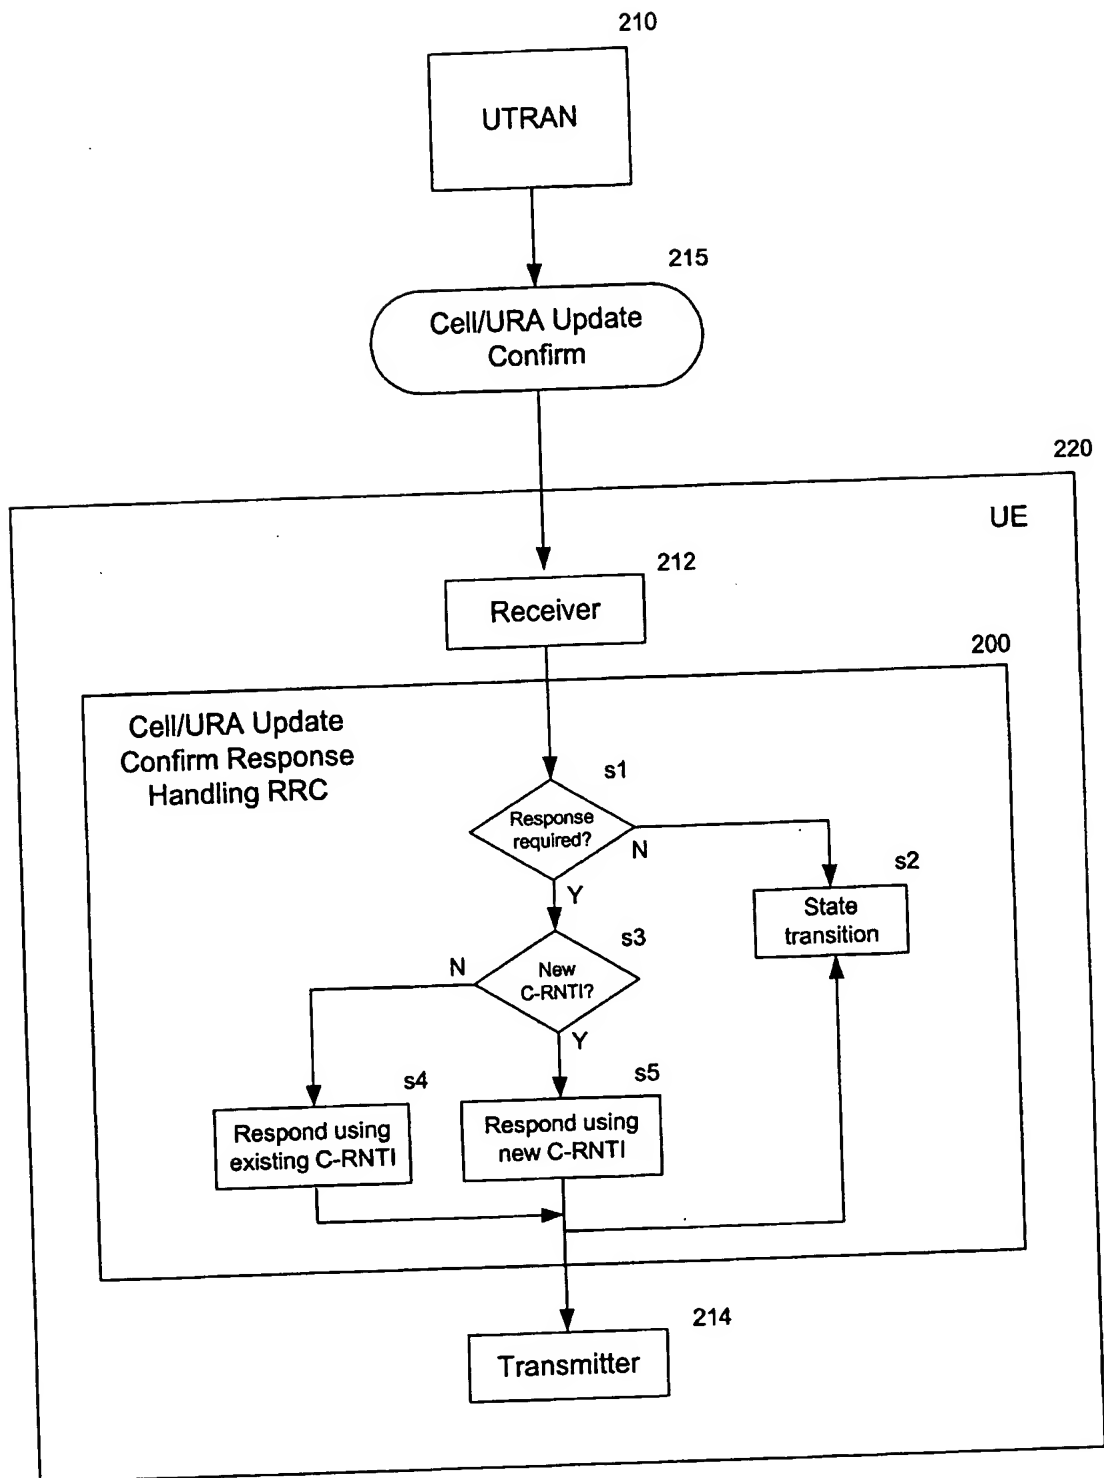 210
UTRAN
215
Cell/URA Update
Confirm
220
UE
212
Receiver
200
Cell/URA Update
Confirm Response
Handling RRC
s1
Response
required?
N
Y
s2
State
transition
s3
New
C-RNTI?
N
Y
s4
Respond using
existing C-RNTI
s5
Respond using
new C-RNTI
214
Transmitter